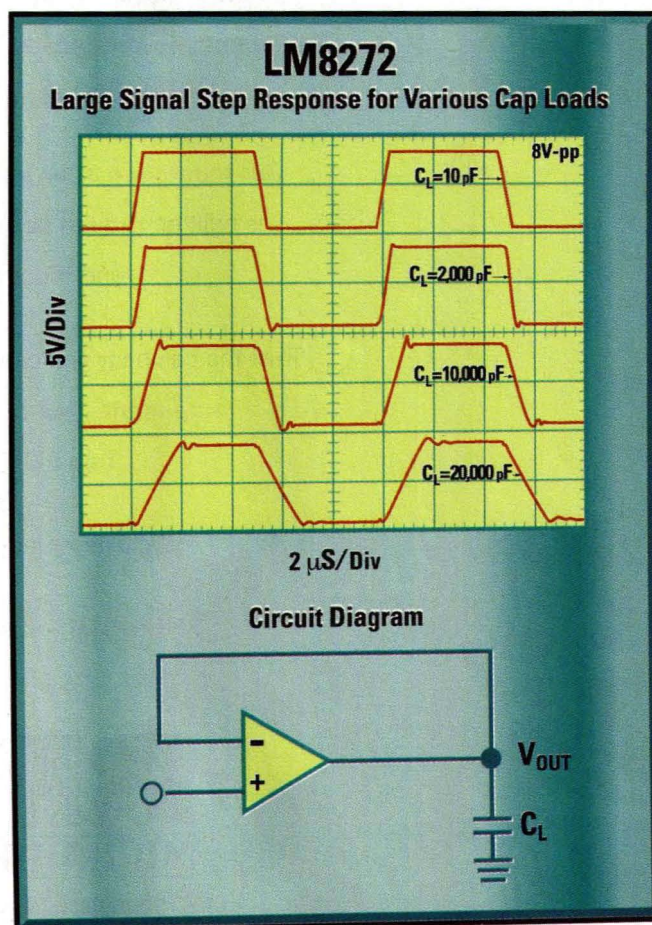 LM8272
Large Signal Step Response for Various Cap Loads
8V-pp
C_L=10 pF
C_L=2,000 pF
5V/Div
C_L=10,000 pF
C_L=20,000 pF
2 μS/Div
Circuit Diagram
-
+
V_OUT
C_L